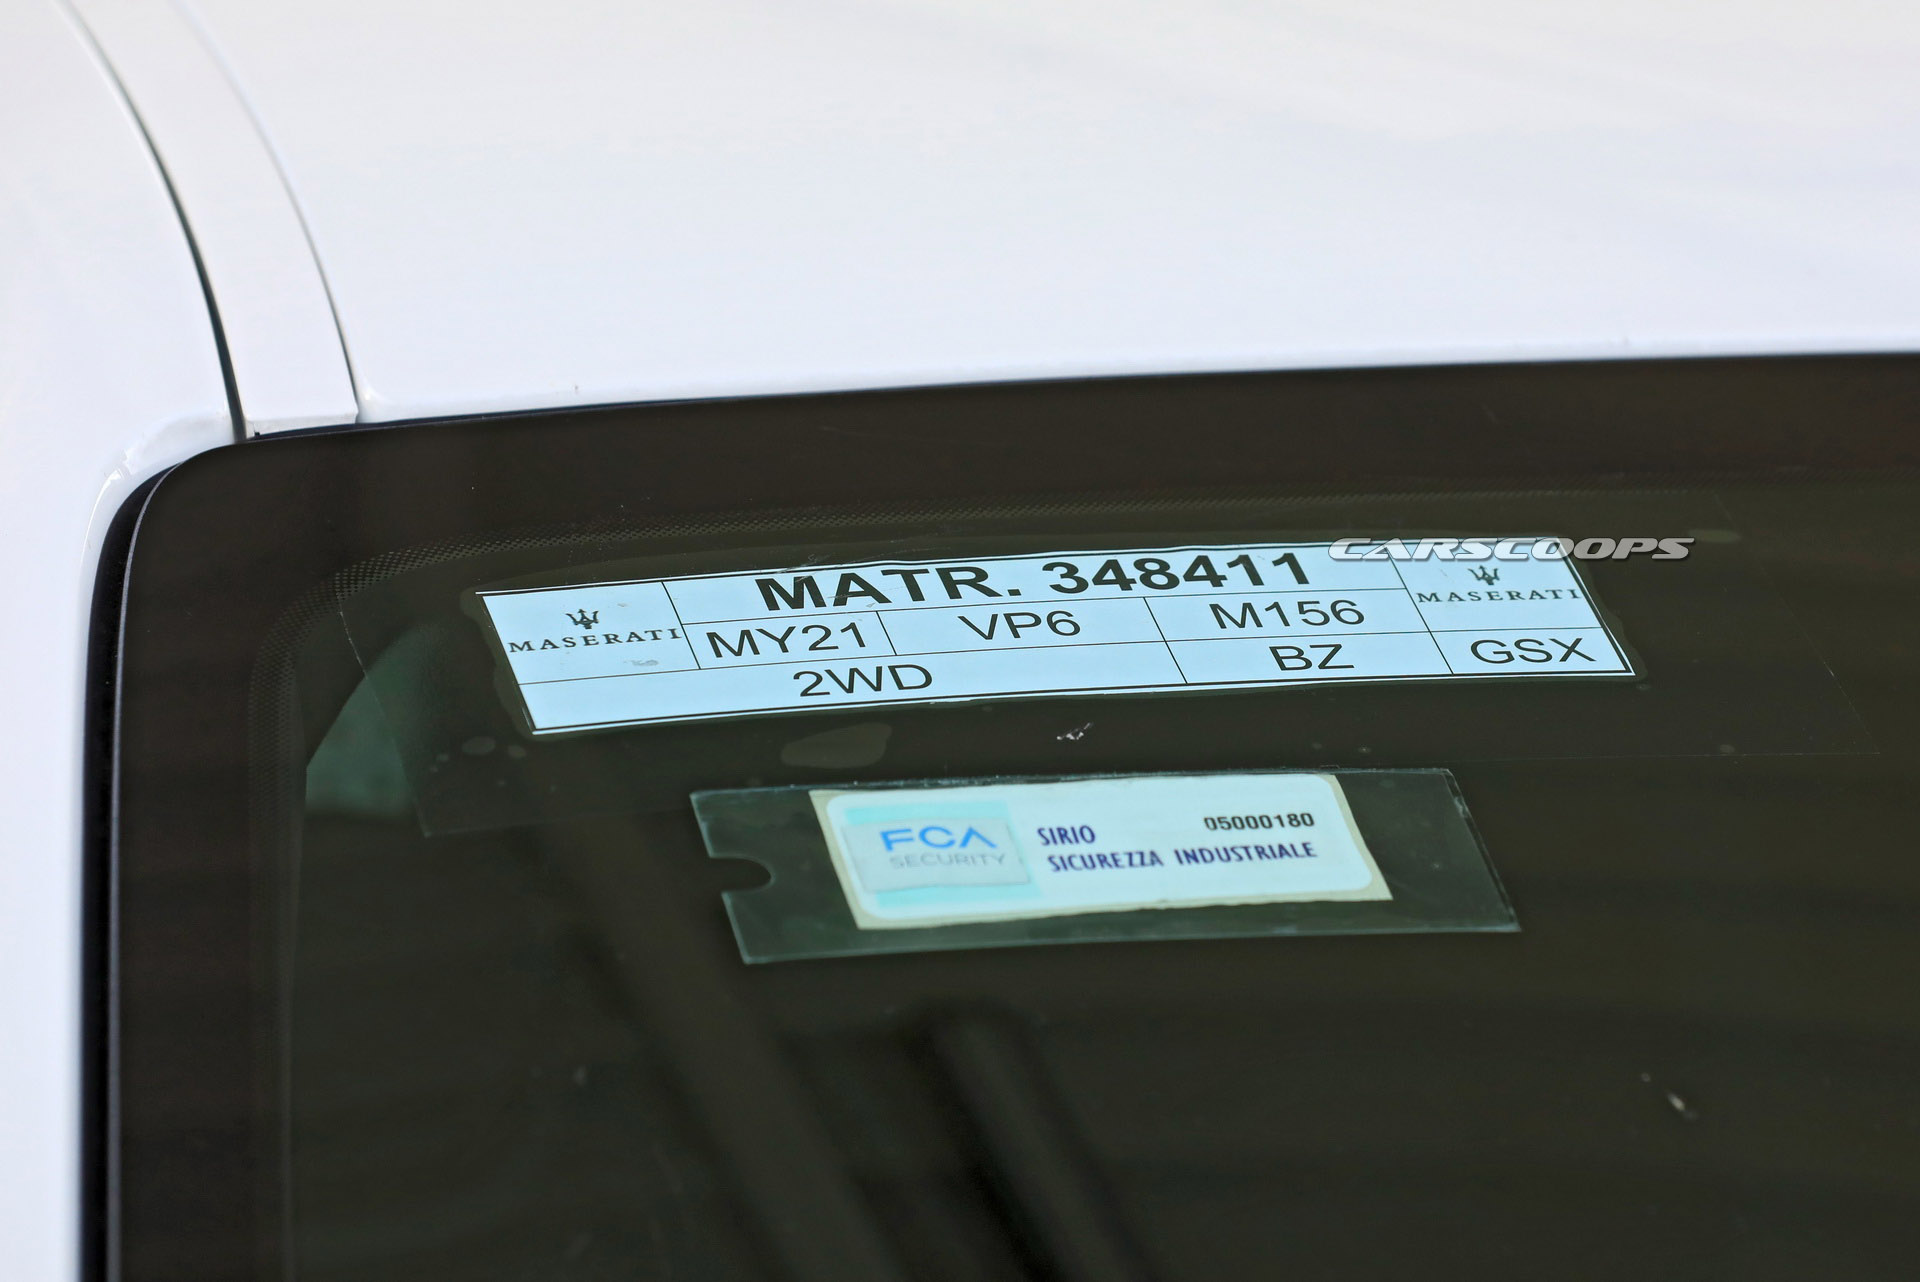 CARSCOOPS
MATR. 348411
MASERATI
MASERATI
MY21 VP6 M156
2WD BZ GSX
FCA
SECURITY
SIRIO 05000180
SICUREZZA INDUSTRIALE